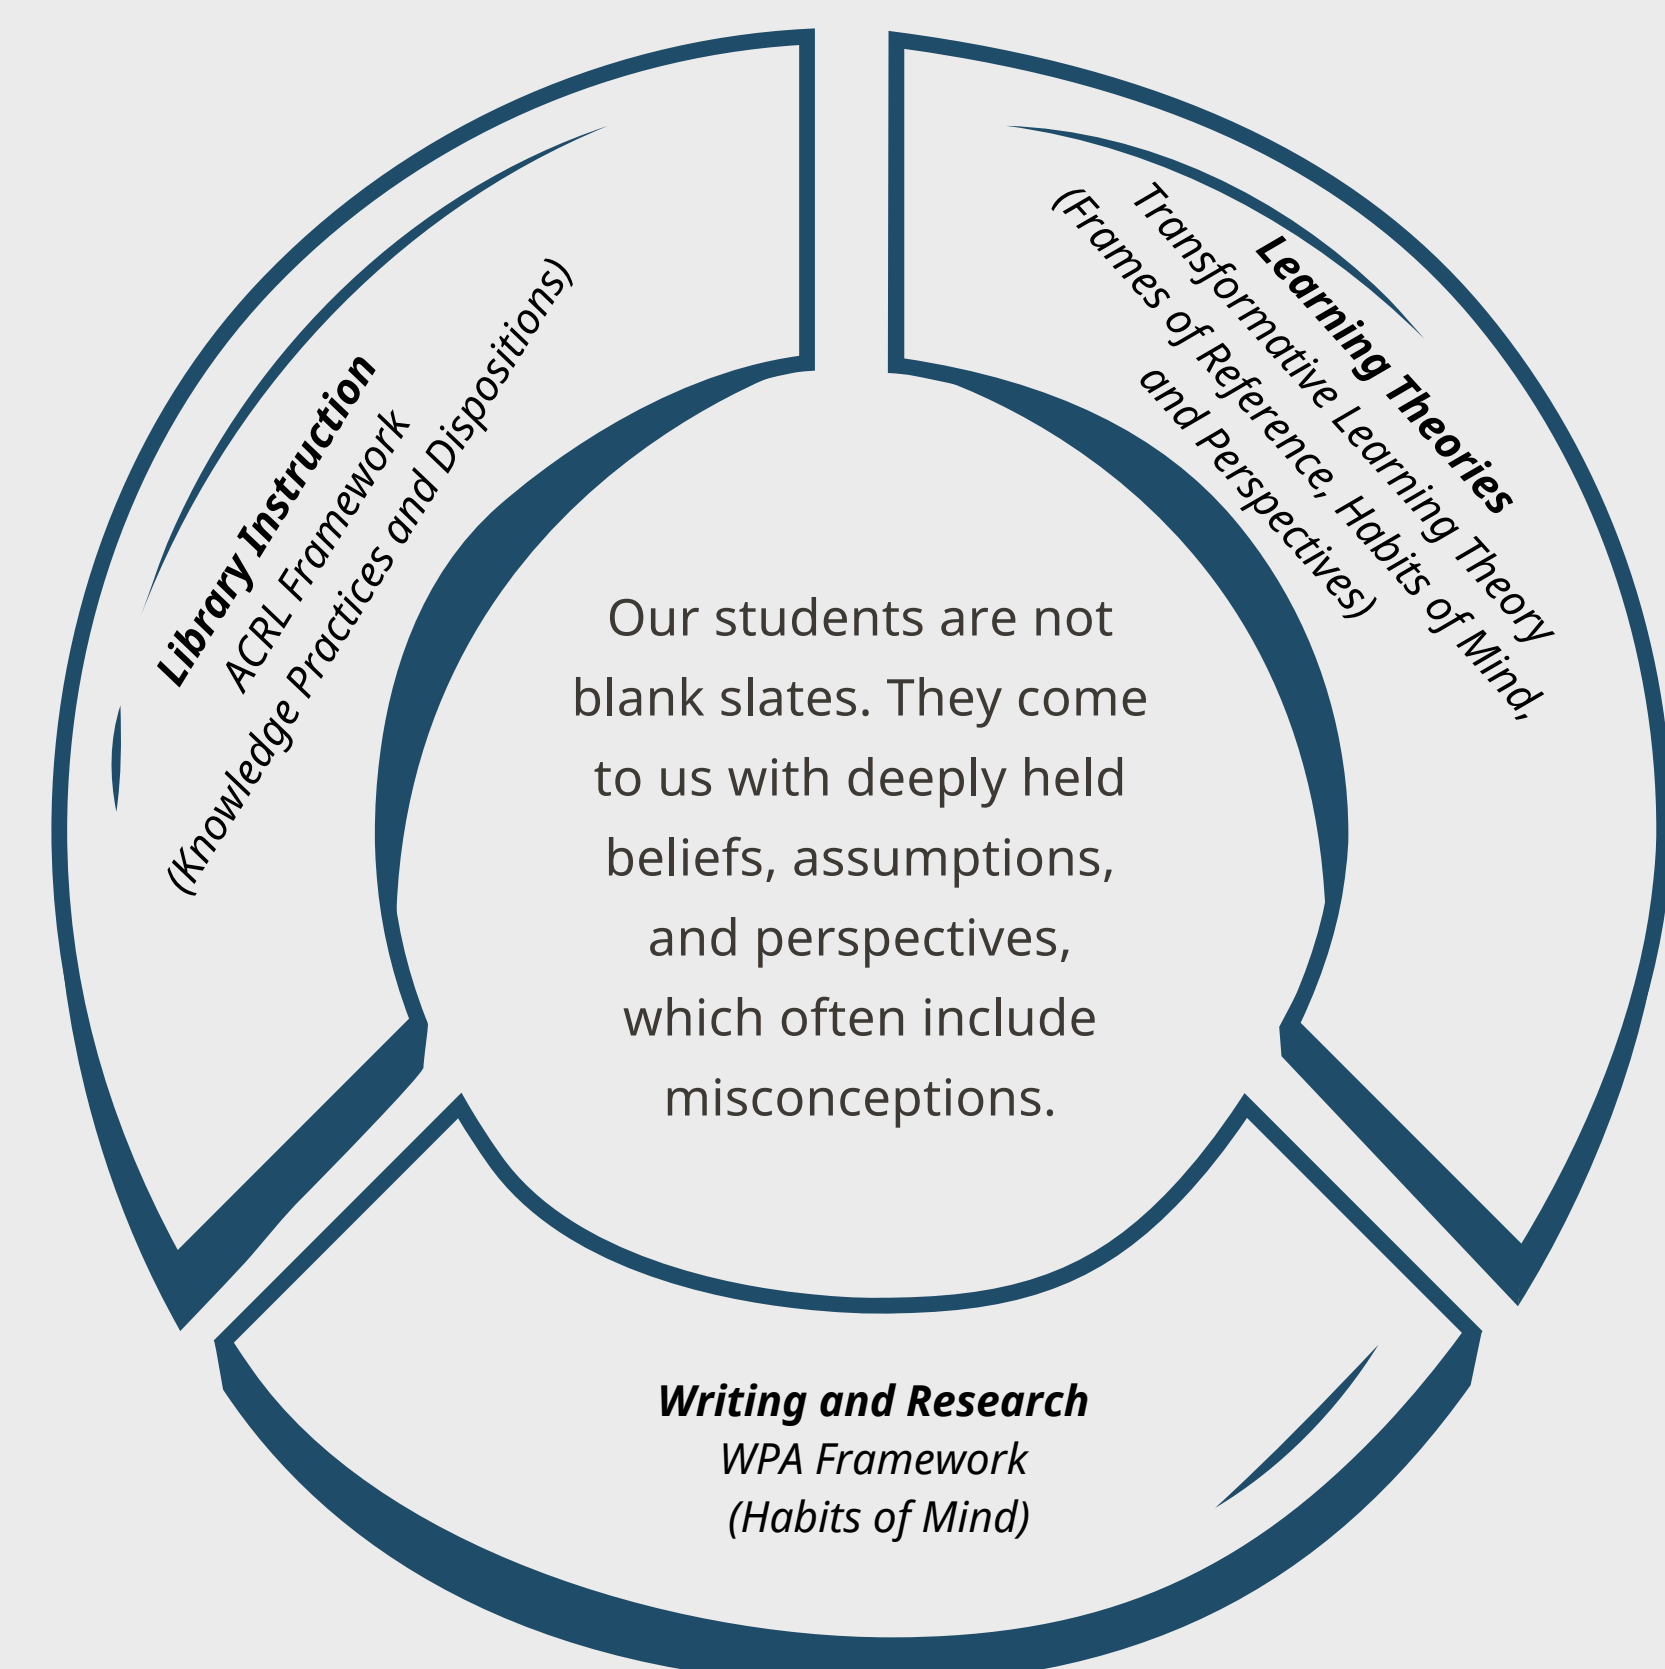 Library Instruction
ACRL Framework
(Knowledge Practices and Dispositions)
Learning Theories
Transformative Learning Theory
(Frames of Reference, Habits of Mind,
and Perspectives)
Our students are not
blank slates. They come
to us with deeply held
beliefs, assumptions,
and perspectives,
which often include
misconceptions.
Writing and Research
WPA Framework
(Habits of Mind)